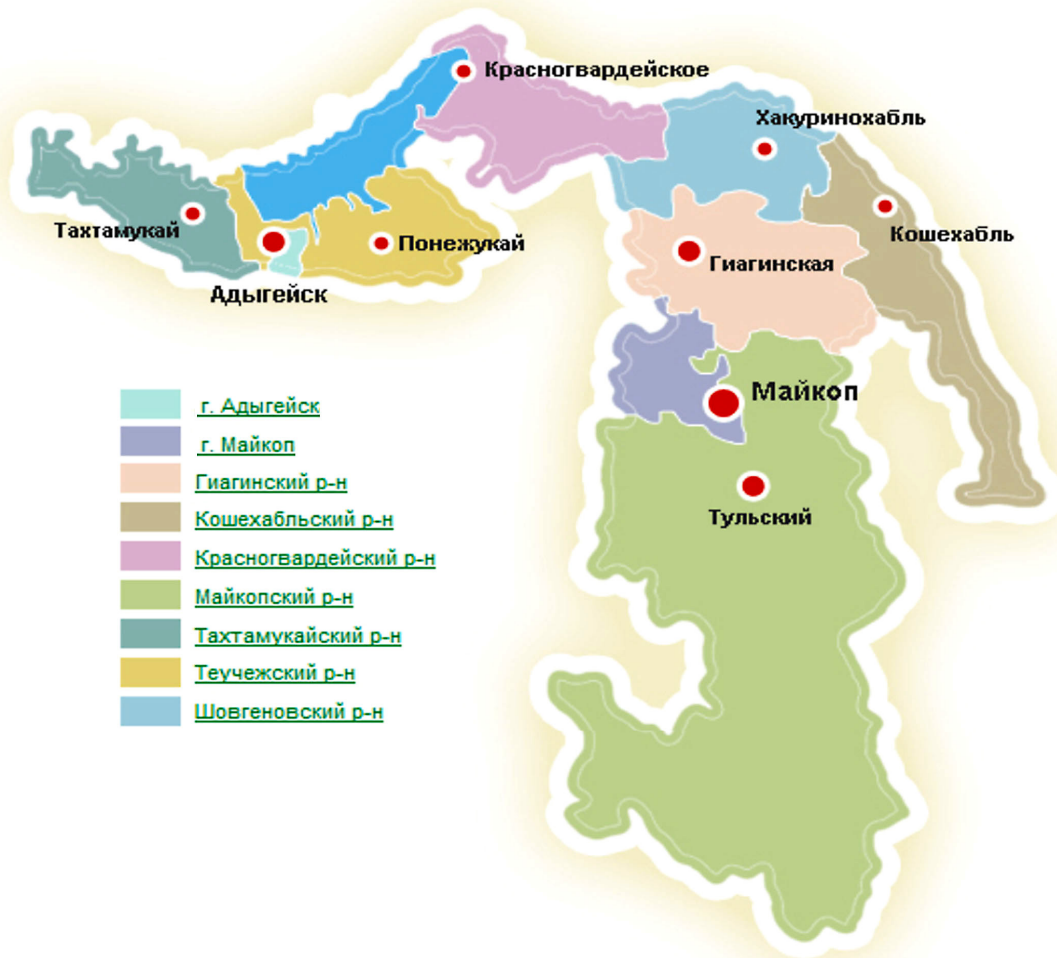 Красногвардейское
Хакуринохабль
Тахтамукай
Понежукай
Кошехабль
Гиагинская
Адыгейск
Майкоп
Тульский
г. Адыгейск
г. Майкоп
Гиагинский р-н
Кошехабльский р-н
Красногвардейский р-н
Майкопский р-н
Тахтамукайский р-н
Теучежский р-н
Шовгеновский р-н